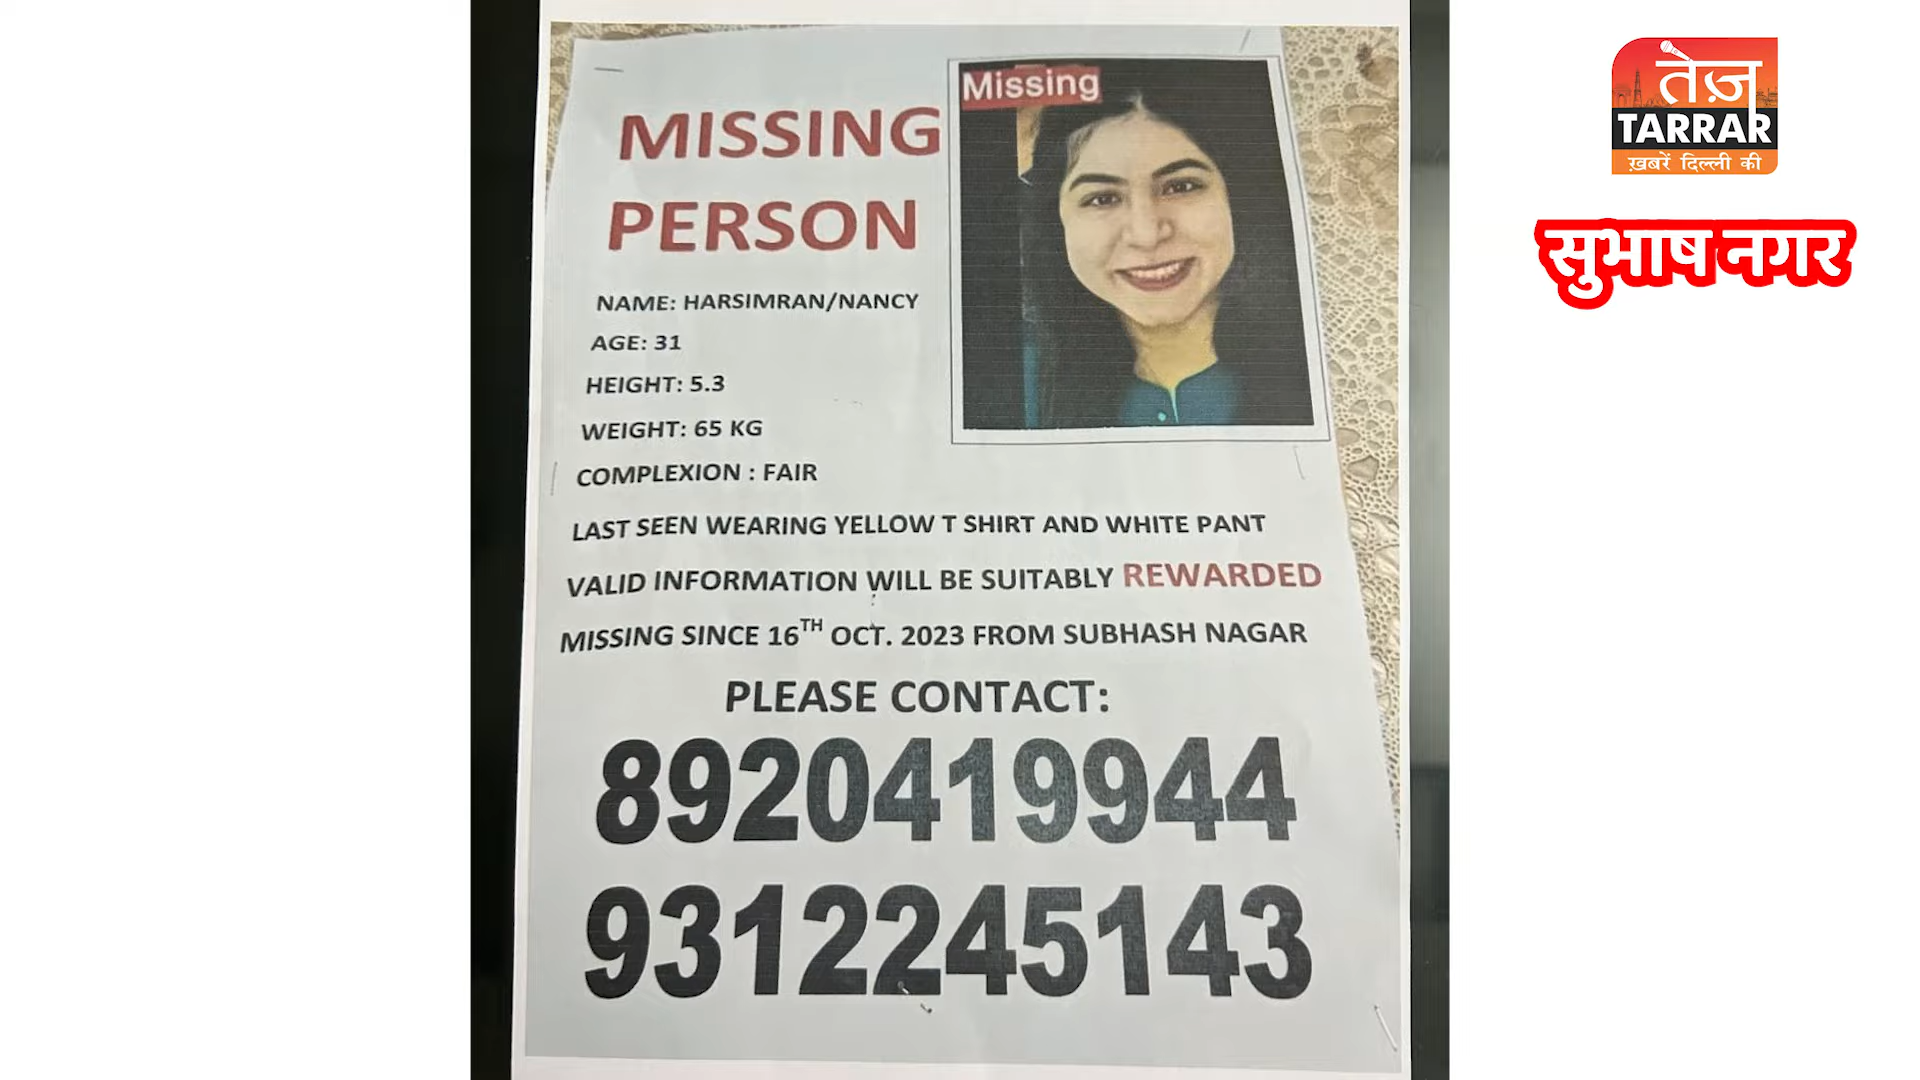 MISSING
PERSON
Missing
NAME: HARSIMRAN/NANCY
AGE: 31
HEIGHT: 5.3
WEIGHT: 65 KG
COMPLEXION : FAIR
LAST SEEN WEARING YELLOW T SHIRT AND WHITE PANT
VALID INFORMATION WILL BE SUITABLY REWARDED
MISSING SINCE 16TH OCT. 2023 FROM SUBHASH NAGAR
PLEASE CONTACT:
8920419944
9312245143
तेज़
TARRAR
ख़बरें दिल्ली की
सुभाष नगर